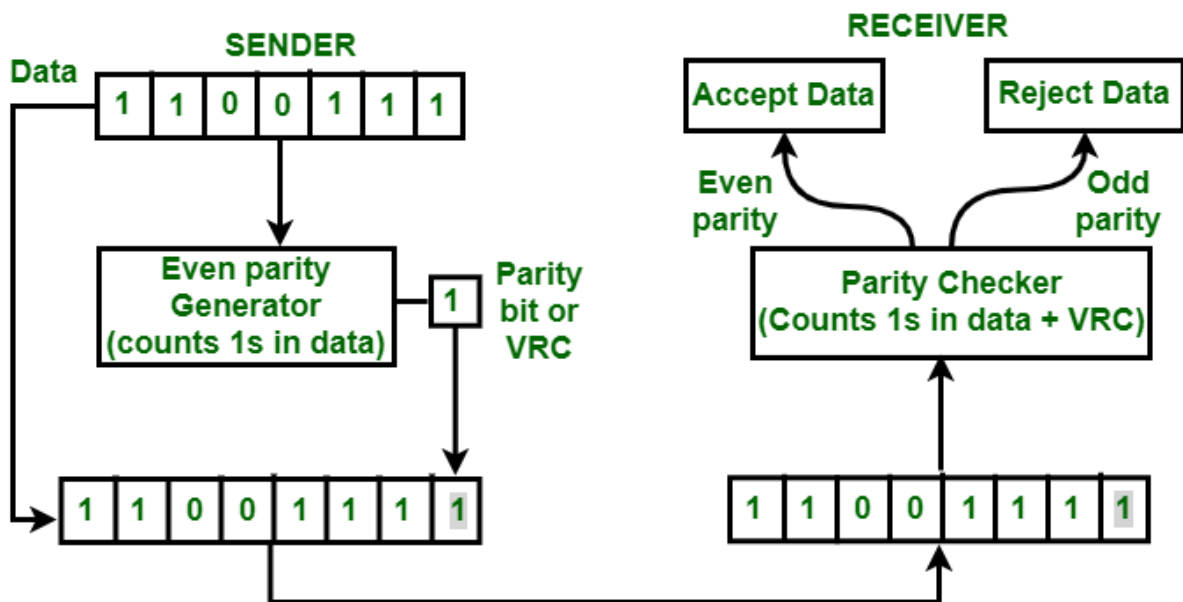 SENDER
Data
1 1 0 0 1 1 1
Even parity
Generator
(counts 1s in data)
1
Parity
bit or
VRC
1 1 0 0 1 1 1 1
RECEIVER
Accept Data
Reject Data
Even
parity
Odd
parity
Parity Checker
(Counts 1s in data + VRC)
1 1 0 0 1 1 1 1